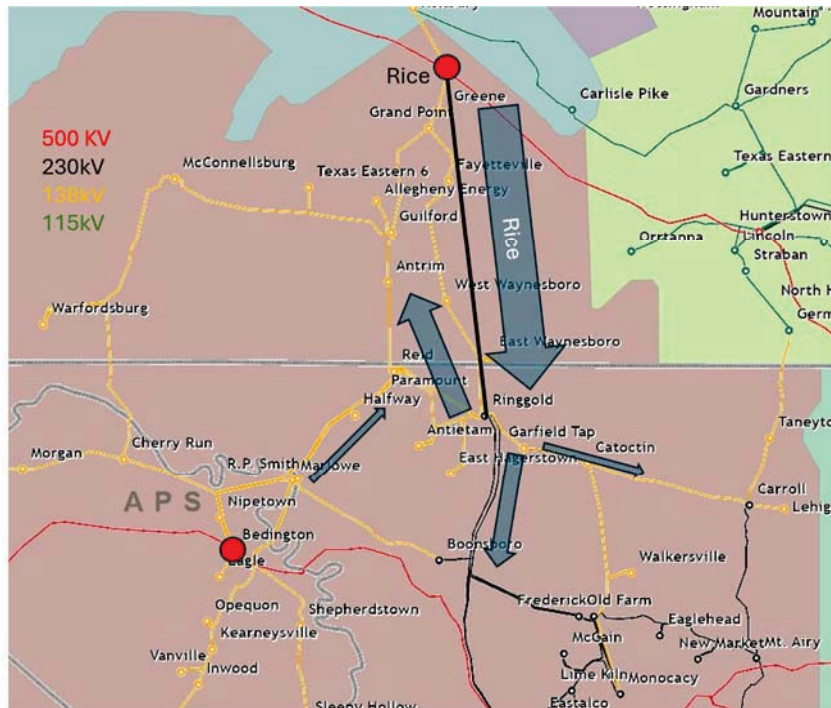 Mountain
Rice
Greene
Carlisle Pike
Gardners
Grand Point
500 KV
230kV
138kV
115kV
McConnellsburg
Texas Eastern 6
Fayetteville
Allegheny Energy
Texas Eastern
Guilford
Rice
Hunterstown
Orrtanna
Lincoln
Straban
Antrim
West Waynesboro
North H
Warfordsburg
Germ
East Waynesboro
Reid
Paramount
Halfway
Ringgold
Antietam
Garfield Tap
Taneyto
Morgan
Cherry Run
Catoctin
R.P. Smith
Marlowe
East Hagerstown
APS
Nipetown
Carroll
Lehig
Bedington
Boonsboro
Eagle
Walkersville
Opequon
Shepherdstown
Frederick
Old Farm
Eaglehead
Kearneysville
McCain
New Market
Mt. Airy
Vanville
Inwood
Lime Kiln
Monocacy
Eastalco
Sleepy Hollow